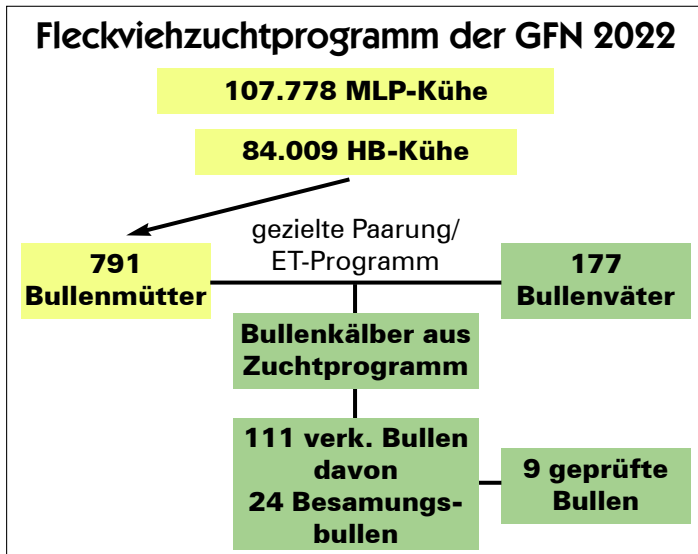 Fleckviehzuchtprogramm der GFN 2022
107.778 MLP-Kühe
84.009 HB-Kühe
gezielte Paarung/
ET-Programm
791
Bullenmütter
177
Bullenväter
Bullenkälber aus
Zuchtprogramm
111 verk. Bullen
davon
24 Besamungs-
bullen
9 geprüfte
Bullen